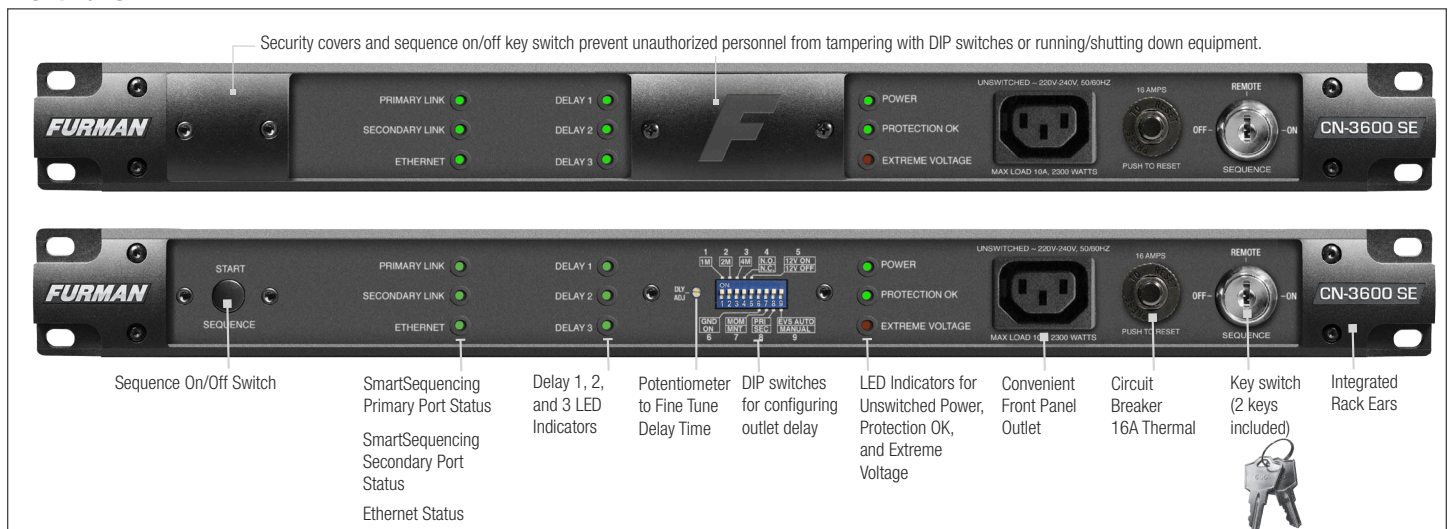 Security covers and sequence on/off key switch prevent unauthorized personnel from tampering with DIP switches or running/shutting down equipment.
FURMAN
PRIMARY LINK
SECONDARY LINK
ETHERNET
DELAY 1
DELAY 2
DELAY 3
F
POWER
PROTECTION OK
EXTREME VOLTAGE
UNSWITCHED ~ 220V-240V, 50/60HZ
MAX LOAD 10A, 2300 WATTS
16 AMPS
PUSH TO RESET
REMOTE
OFF- -ON
SEQUENCE
CN-3600 SE
FURMAN
START
SEQUENCE
PRIMARY LINK
SECONDARY LINK
ETHERNET
DELAY 1
DELAY 2
DELAY 3
DLY
ADJ
1 2 3 4 5
1M 2M 4M N.O. 12V ON
N.C. 12V OFF
ON
1 2 3 4 5 6 7 8 9
GND MOM PRI EVS AUTO
ON MNT SEC MANUAL
6 7 8 9
POWER
PROTECTION OK
EXTREME VOLTAGE
UNSWITCHED ~ 220V-240V, 50/60HZ
MAX LOAD 10A, 2300 WATTS
16 AMPS
PUSH TO RESET
REMOTE
OFF- -ON
SEQUENCE
CN-3600 SE
Sequence On/Off Switch
SmartSequencing
Primary Port Status
SmartSequencing
Secondary Port
Status
Ethernet Status
Delay 1, 2,
and 3 LED
Indicators
Potentiometer
to Fine Tune
Delay Time
DIP switches
for configuring
outlet delay
LED Indicators for
Unswitched Power,
Protection OK,
and Extreme
Voltage
Convenient
Front Panel
Outlet
Circuit
Breaker
16A Thermal
Key switch
(2 keys
included)
Integrated
Rack Ears